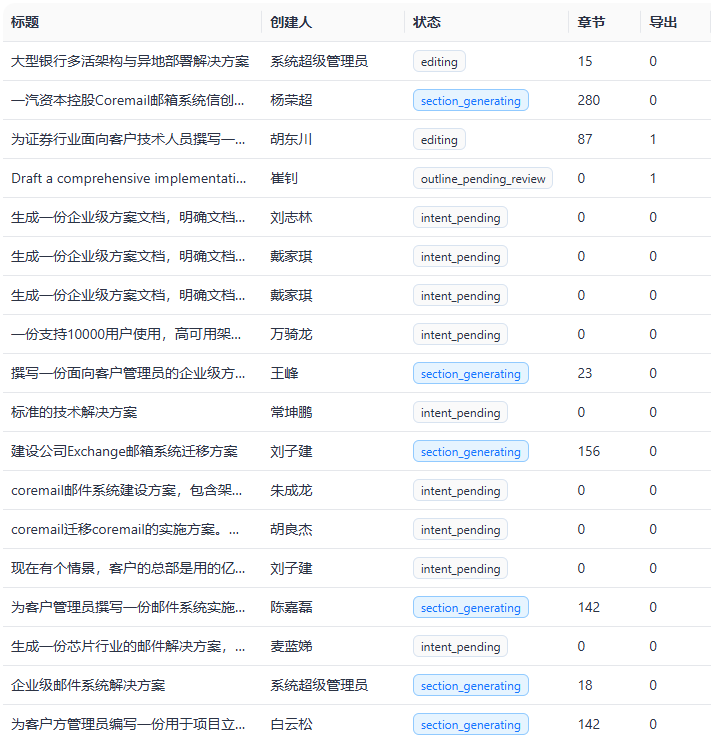 标题 创建人 状态 章节 导出
大型银行多活架构与异地部署解决方案 系统超级管理员 editing 15 0
一汽资本控股Coremail邮箱系统信创... 杨荣超 section_generating 280 0
为证券行业面向客户技术人员撰写一... 胡东川 editing 87 1
Draft a comprehensive implementati... 崔钊 outline_pending_review 0 1
生成一份企业级方案文档，明确文档... 刘志林 intent_pending 0 0
生成一份企业级方案文档，明确文档... 戴家琪 intent_pending 0 0
生成一份企业级方案文档，明确文档... 戴家琪 intent_pending 0 0
一份支持10000用户使用，高可用架... 万骑龙 intent_pending 0 0
撰写一份面向客户管理员的企业级方... 王峰 section_generating 23 0
标准的技术解决方案 常坤鹏 intent_pending 0 0
建设公司Exchange邮箱系统迁移方案 刘子建 section_generating 156 0
coremail邮件系统建设方案，包含架... 朱成龙 intent_pending 0 0
coremail迁移coremail的实施方案。... 胡良杰 intent_pending 0 0
现在有个情景，客户的总部是用的亿... 刘子建 intent_pending 0 0
为客户管理员撰写一份邮件系统实施... 陈嘉磊 section_generating 142 0
生成一份芯片行业的邮件解决方案，... 麦蓝娣 intent_pending 0 0
企业级邮件系统解决方案 系统超级管理员 section_generating 18 0
为客户方管理员编写一份用于项目立... 白云松 section_generating 142 0